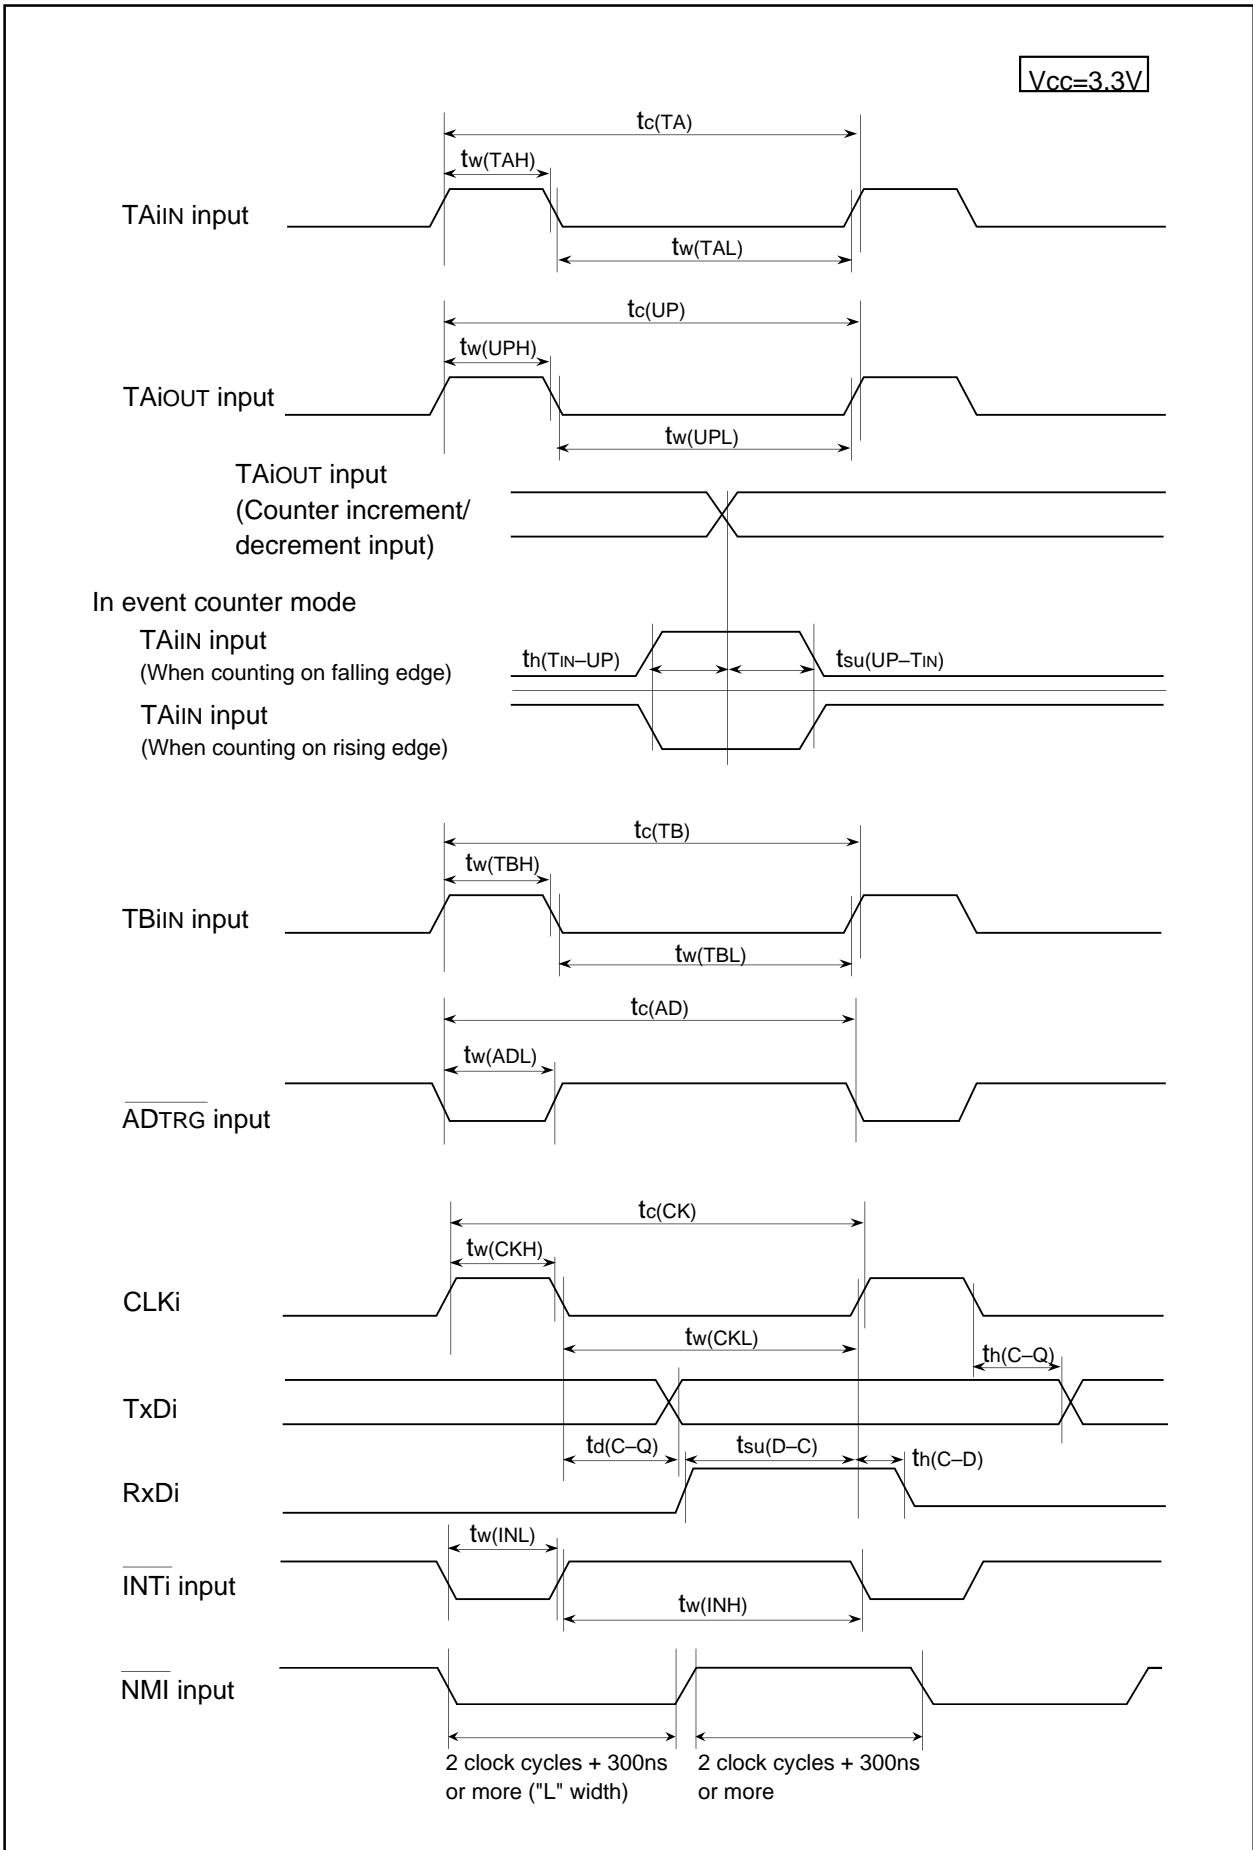 Vcc=3.3V
tc(TA)
tw(TAH)
TAiIN input
tw(TAL)
tc(UP)
tw(UPH)
TAiOUT input
tw(UPL)
TAiOUT input
(Counter increment/
decrement input)
In event counter mode
TAiIN input
(When counting on falling edge)
th(TIN–UP)
tsu(UP–TIN)
TAiIN input
(When counting on rising edge)
tc(TB)
tw(TBH)
TBiIN input
tw(TBL)
tc(AD)
tw(ADL)
ADTRG input
tc(CK)
tw(CKH)
CLKi
tw(CKL)
th(C–Q)
TxDi
td(C–Q)
tsu(D–C)
th(C–D)
RxDi
tw(INL)
INTi input
tw(INH)
NMI input
2 clock cycles + 300ns
or more ("L" width)
2 clock cycles + 300ns
or more